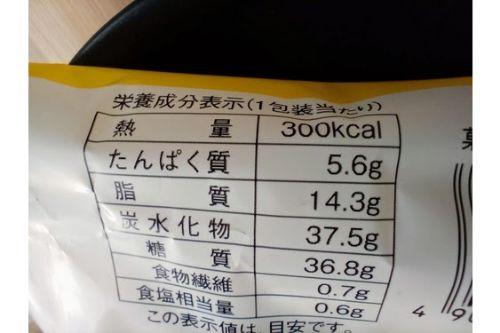 栄養成分表示(1包装当たり)
熱量 300kcal
たんぱく質 5.6g
脂質 14.3g
炭水化物 37.5g
糖質 36.8g
食物繊維 0.7g
食塩相当量 0.6g
この表示値は、目安です。
菓
4 90